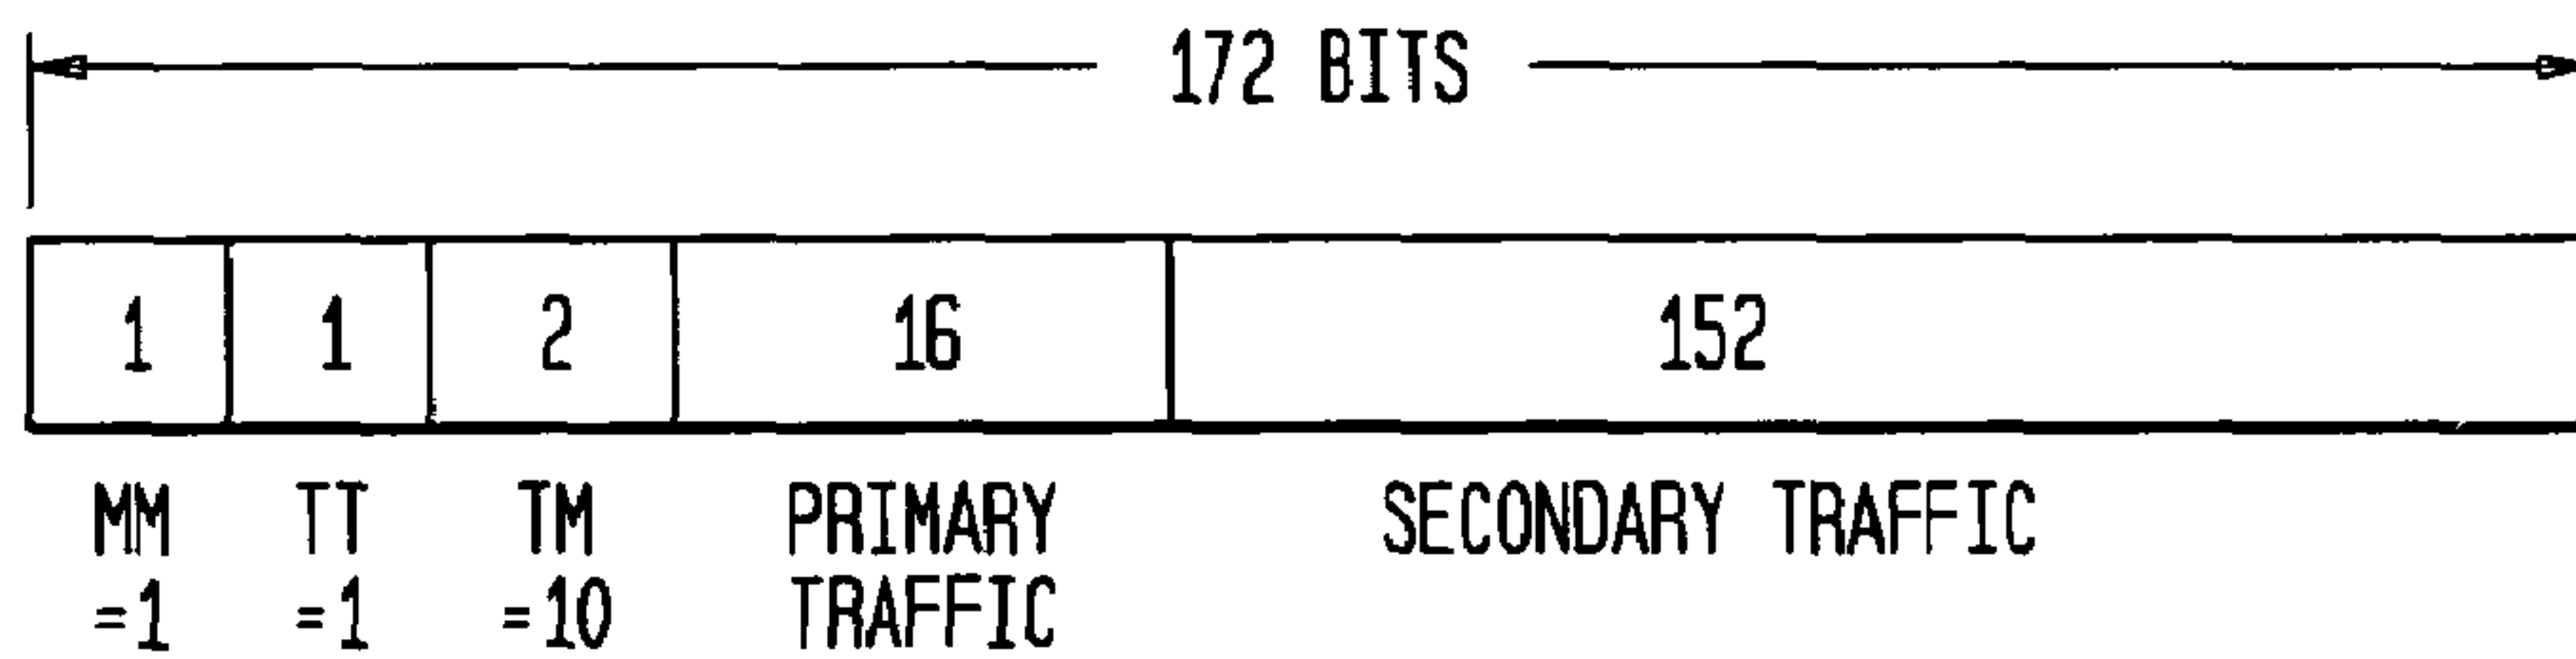 172 BITS
1 1 2 16 152
MM TT TM PRIMARY SECONDARY TRAFFIC
=1 =1 =10 TRAFFIC